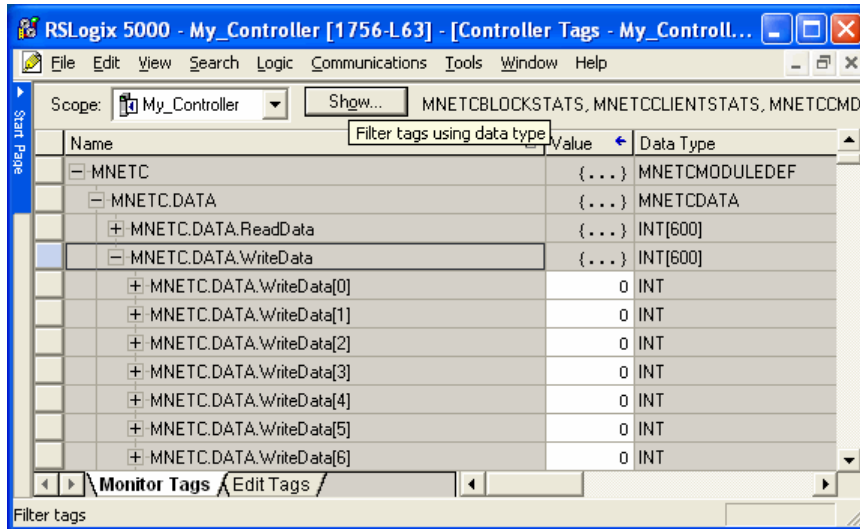 RSLogix 5000 - My_Controller [1756-L63] - [Controller Tags - My_Controll...
File Edit View Search Logic Communications Tools Window Help
Start Page
Scope: My_Controller Show... MNETCBLOCKSTATS, MNETCCLIENTSTATS, MNETCCMD
Filter tags using data type
Name Value Data Type
MNETC {...} MNETCMODULEDEF
MNETC.DATA {...} MNETCDATA
MNETC.DATA.ReadData {...} INT[600]
MNETC.DATA.WriteData {...} INT[600]
MNETC.DATA.WriteData[0] 0 INT
MNETC.DATA.WriteData[1] 0 INT
MNETC.DATA.WriteData[2] 0 INT
MNETC.DATA.WriteData[3] 0 INT
MNETC.DATA.WriteData[4] 0 INT
MNETC.DATA.WriteData[5] 0 INT
MNETC.DATA.WriteData[6] 0 INT
Monitor Tags Edit Tags
Filter tags